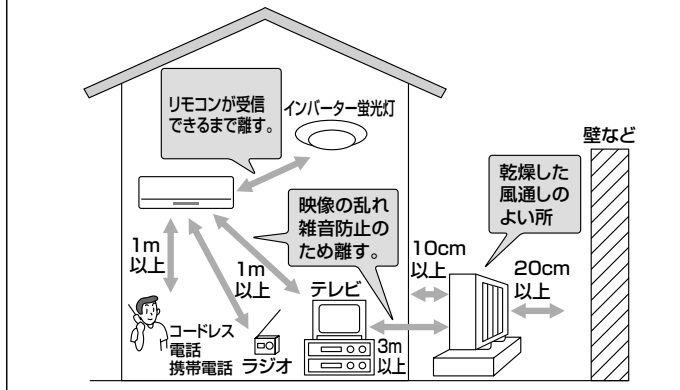 リモコンが受信
できるまで離す。
インバーター蛍光灯
壁など
乾燥した
風通しの
よい所
映像の乱れ
雑音防止の
ため離す。
1m
以上
1m
以上
10cm
以上
20cm
以上
テレビ
3m
以上
コードレス
電話
携帯電話
ラジオ